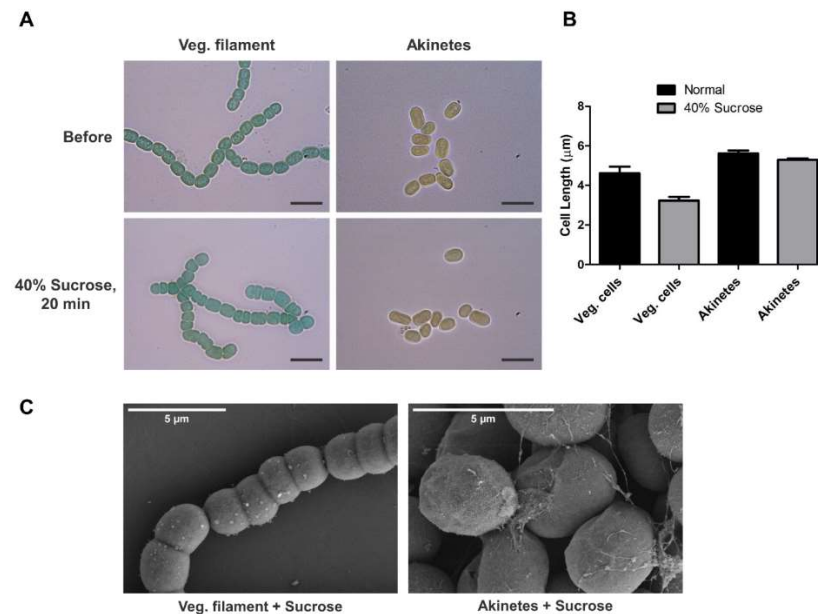 A
Veg. filament
Akinetes
Before
40% Sucrose,
20 min
B
Normal
40% Sucrose
Cell Length (µm)
8
6
4
2
0
Veg. cells
Veg. cells
Akinetes
Akinetes
C
5 µm
5 µm
Veg. filament + Sucrose
Akinetes + Sucrose